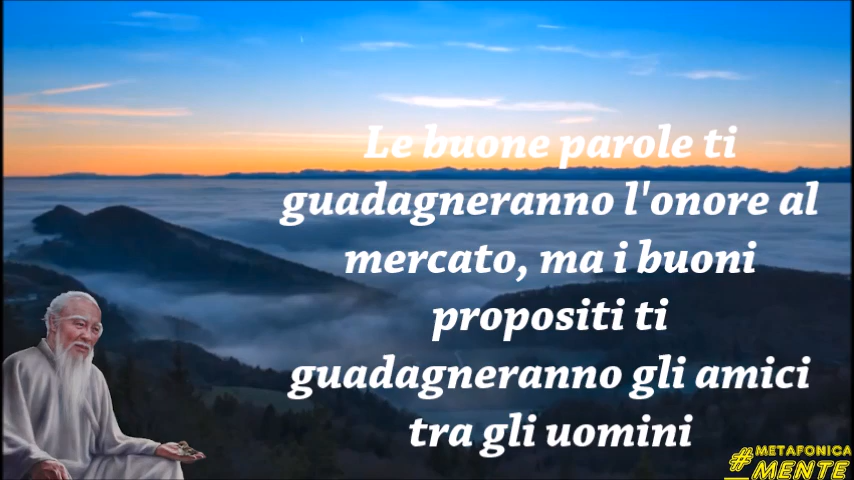 Le buone parole ti
guadagneranno l'onore al
mercato, ma i buoni
propositi ti
guadagneranno gli amici
tra gli uomini
#METAFONICA
_MENTE